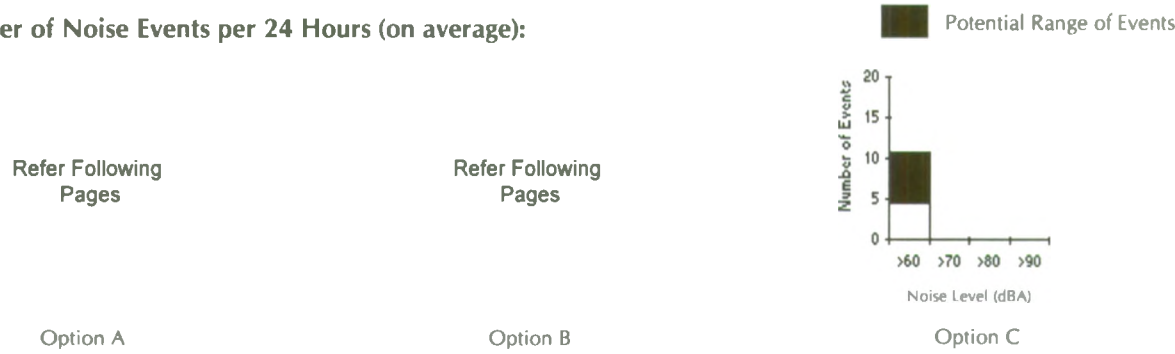 er of Noise Events per 24 Hours (on average):
Potential Range of Events
Refer Following
Pages
Refer Following
Pages
Number of Events
20
15
10
5
0
>60 >70 >80 >90
Noise Level (dBA)
Option A
Option B
Option C